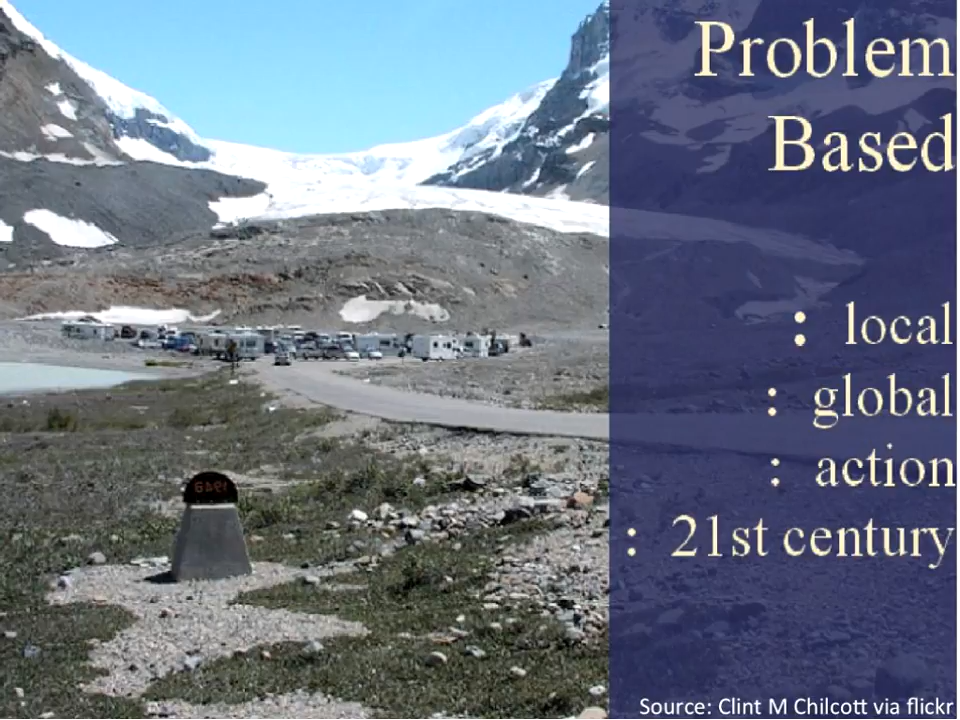 Problem
Based
: local
: global
: action
: 21st century
Source: Clint M Chilcott via flickr